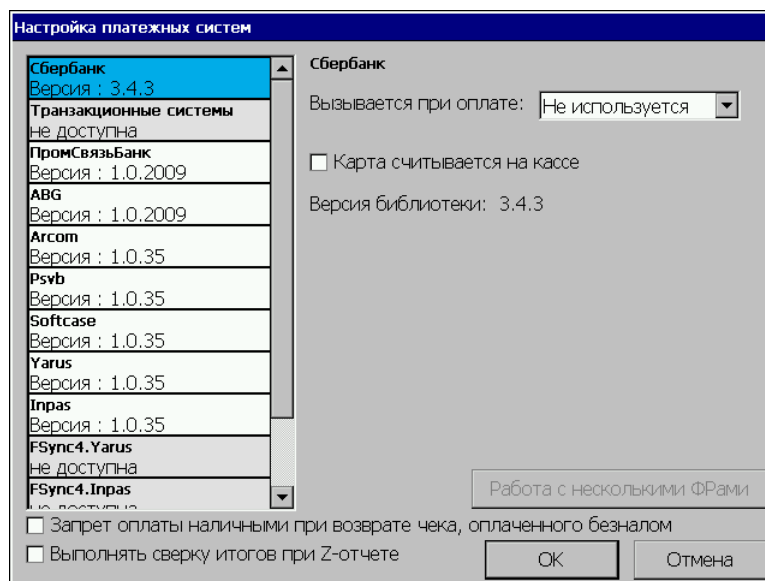 Настройка платежных систем
Сбербанк
Версия : 3.4.3
Транзакционные системы
не доступна
ПромСвязьБанк
Версия : 1.0.2009
ABG
Версия : 1.0.2009
Arcom
Версия : 1.0.35
Psvb
Версия : 1.0.35
Softcase
Версия : 1.0.35
Yarus
Версия : 1.0.35
Inpas
Версия : 1.0.35
FSync4.Yarus
не доступна
FSync4.Inpas
не доступна
Сбербанк
Вызывается при оплате: Не используется
Карта считывается на кассе
Версия библиотеки: 3.4.3
Работа с несколькими ФРами
Запрет оплаты наличными при возврате чека, оплаченного безналом
Выполнять сверку итогов при Z-отчете
OK
Отмена